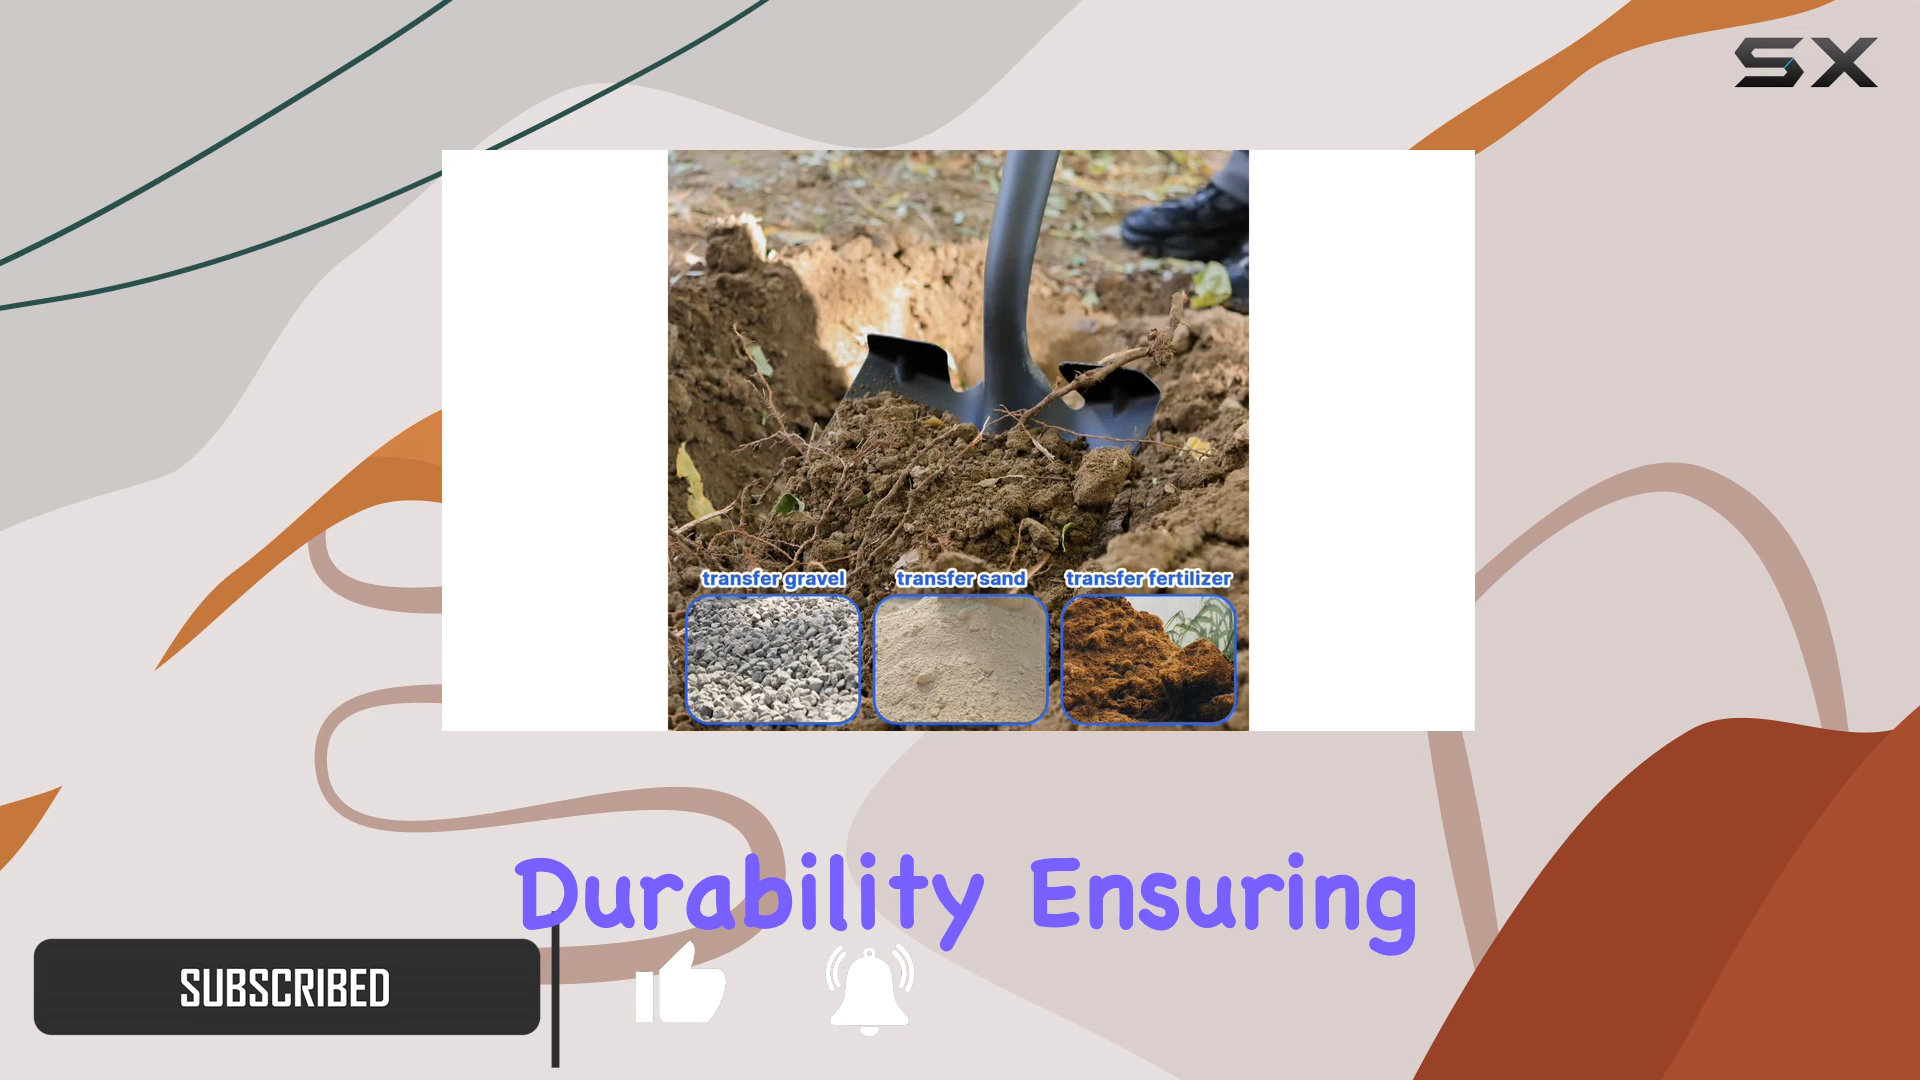 SX
transfer gravel transfer sand transfer fertilizer
Durability Ensuring
SUBSCRIBED